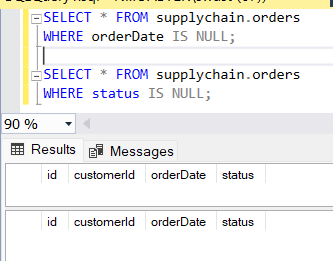 SELECT * FROM supplychain.orders
WHERE orderDate IS NULL;
SELECT * FROM supplychain.orders
WHERE status IS NULL;
90 %
Results Messages
id customerId orderDate status
id customerId orderDate status